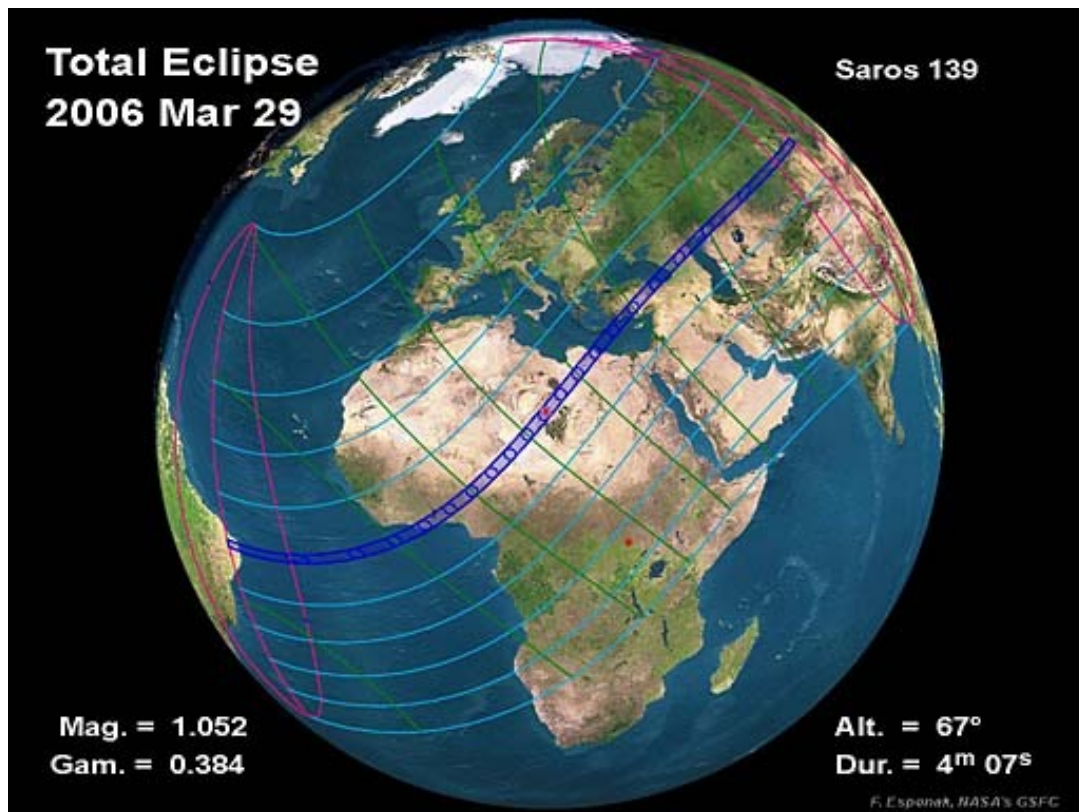 Total Eclipse
2006 Mar 29
Saros 139
Mag. = 1.052
Gam. = 0.384
Alt. = 67º
Dur. = 4ᵐ 07ˢ
F. Espenak, NASA's GSFC